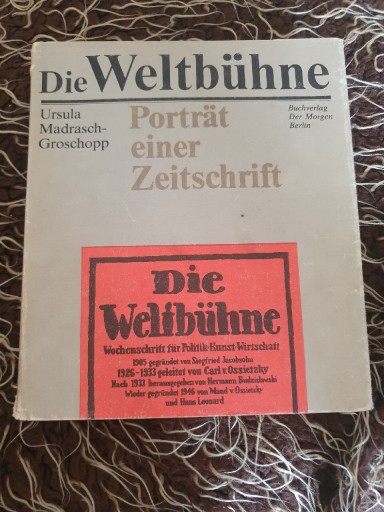 Die Weltbühne
Ursula
Madrasch-
Groschopp
Porträt
einer
Zeitschrift
Buchverlag
Der Morgen
Berlin
Die
Weltbühne
Wochenschrift für Politik·Kunst·Wirtschaft
1905 gegründet von Siegfried Jacobsohn
1926-1933 geleitet von Carl v. Ossietzky
Nach 1933 herausgegeben von Hermann Budzislawski
Wieder gegründet 1946 von Maud v. Ossietzky
und Hans Leonard